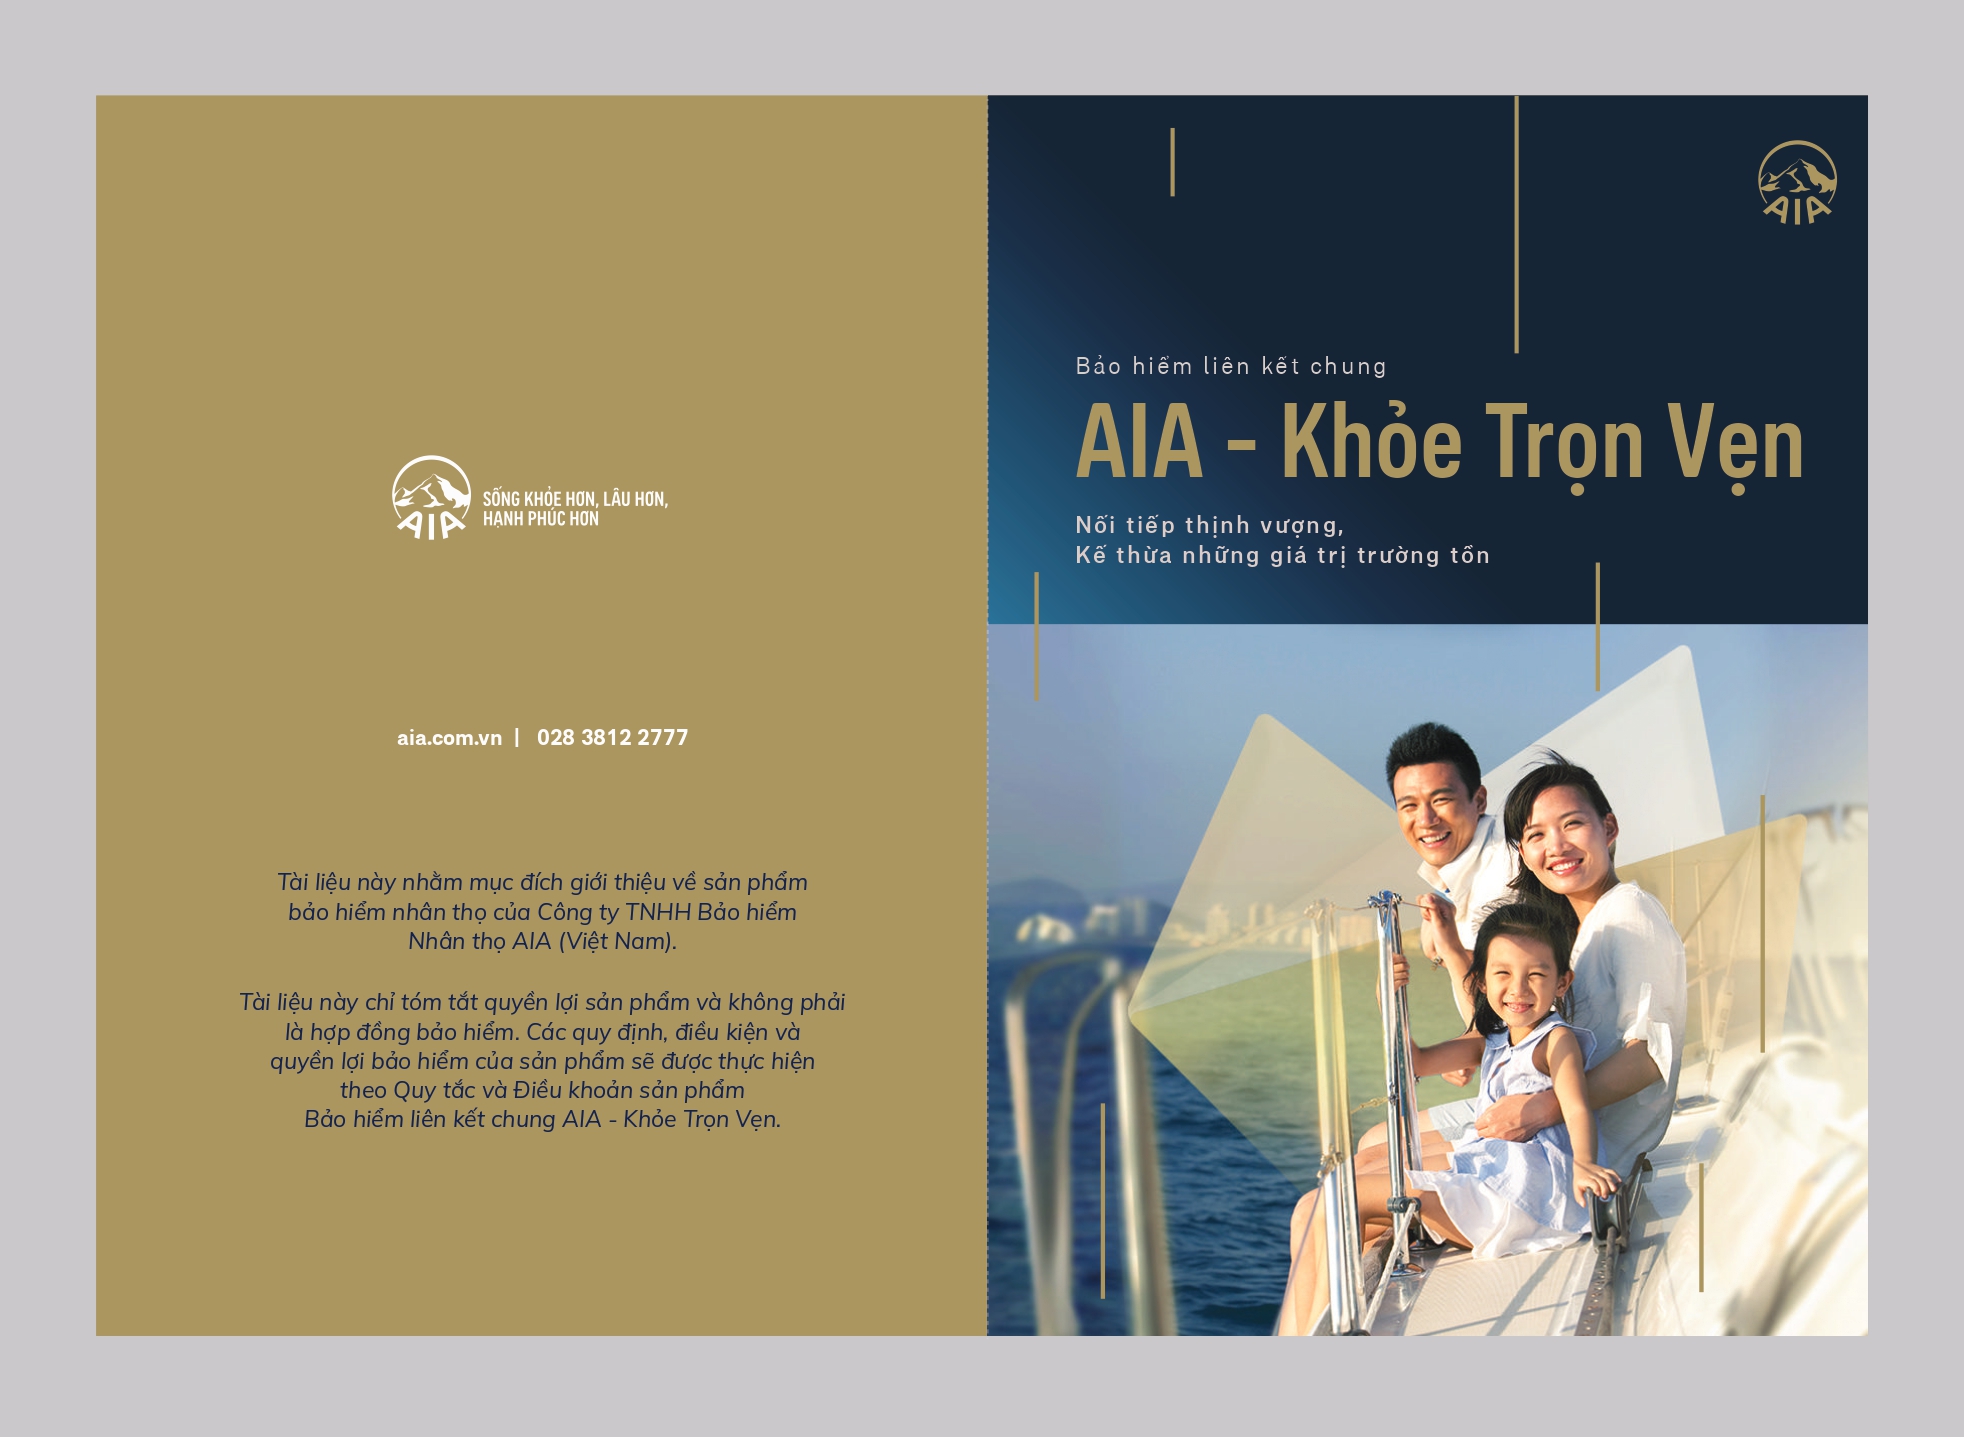 AIA
SỐNG KHỎE HƠN, LÂU HƠN,
HẠNH PHÚC HƠN
aia.com.vn | 028 3812 2777
Tài liệu này nhằm mục đích giới thiệu về sản phẩm
bảo hiểm nhân thọ của Công ty TNHH Bảo hiểm
Nhân thọ AIA (Việt Nam).
Tài liệu này chỉ tóm tắt quyền lợi sản phẩm và không phải
là hợp đồng bảo hiểm. Các quy định, điều kiện và
quyền lợi bảo hiểm của sản phẩm sẽ được thực hiện
theo Quy tắc và Điều khoản sản phẩm
Bảo hiểm liên kết chung AIA - Khỏe Trọn Vẹn.
AIA
Bảo hiểm liên kết chung
AIA - Khỏe Trọn Vẹn
Nối tiếp thịnh vượng,
Kế thừa những giá trị trường tồn